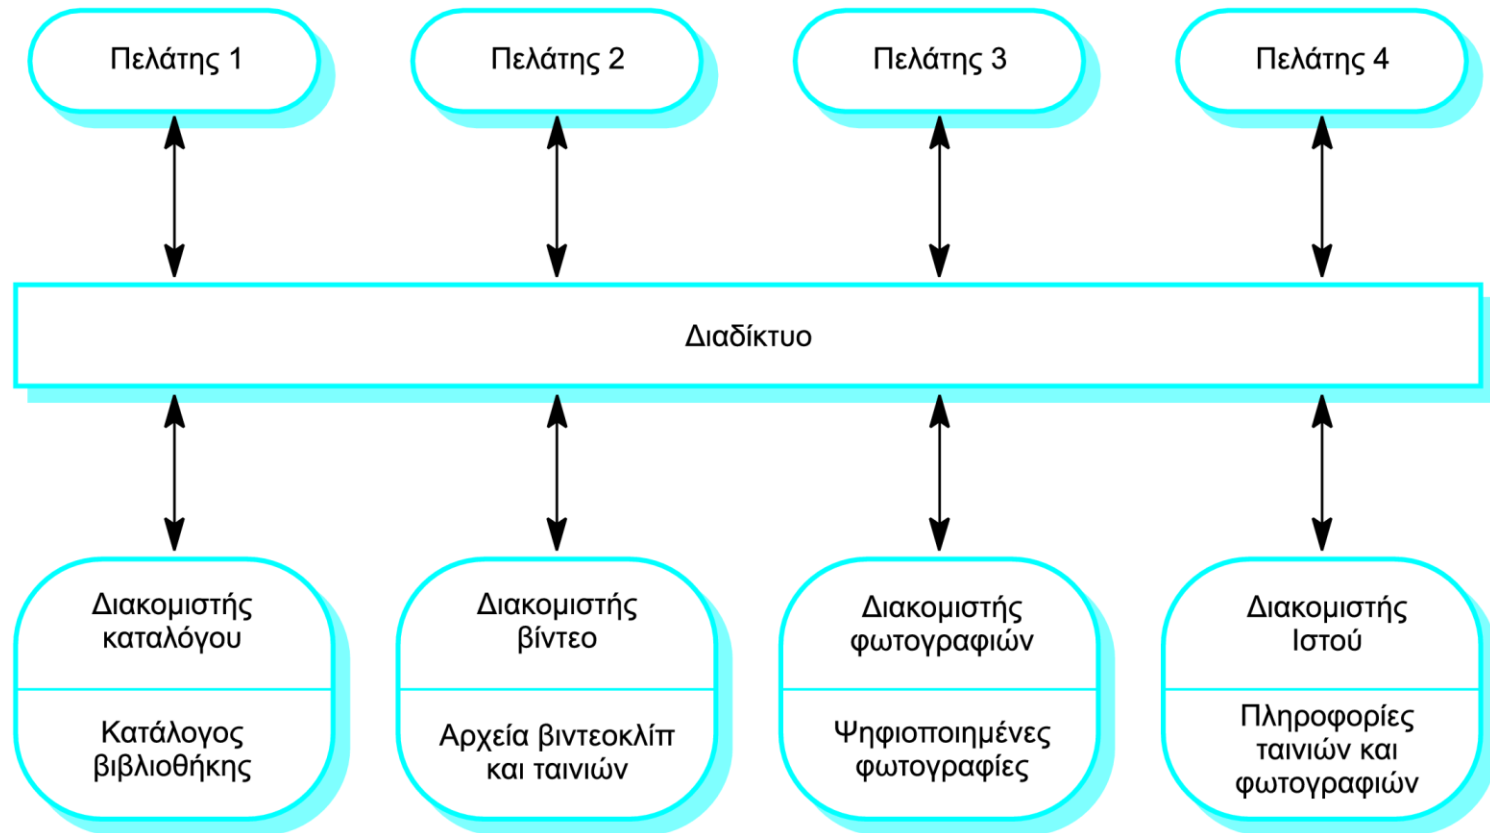 Πελάτης 1
Πελάτης 2
Πελάτης 3
Πελάτης 4
Διαδίκτυο
Διακομιστής
καταλόγου
Κατάλογος
βιβλιοθήκης
Διακομιστής
βίντεο
Αρχεία βιντεοκλίπ
και ταινιών
Διακομιστής
φωτογραφιών
Ψηφιοποιημένες
φωτογραφίες
Διακομιστής
Ιστού
Πληροφορίες
ταινιών και
φωτογραφιών